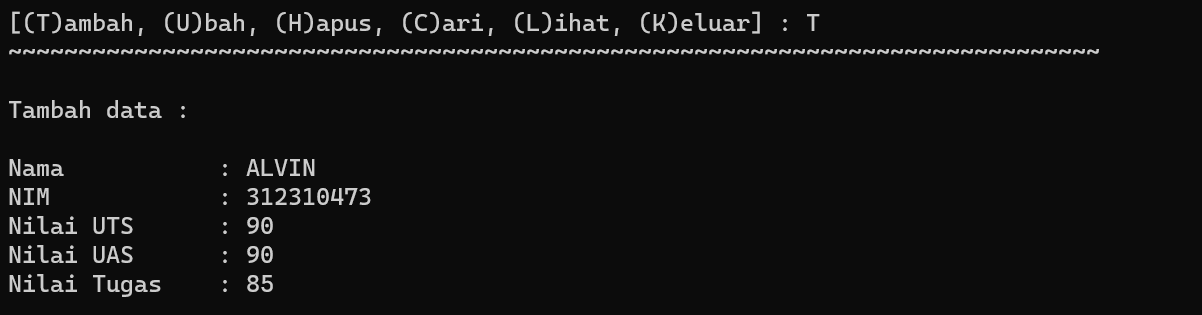 [(T)ambah, (U)bah, (H)apus, (C)ari, (L)ihat, (K)eluar] : T
~~~~~~~~~~~~~~~~~~~~~~~~~~~~~~~~~~~~~~~~~~~~~~~~~~~~~~~~~~~~~~~~~~~~~~~~~~~~~~
Tambah data :
Nama           : ALVIN
NIM            : 312310473
Nilai UTS      : 90
Nilai UAS      : 90
Nilai Tugas    : 85